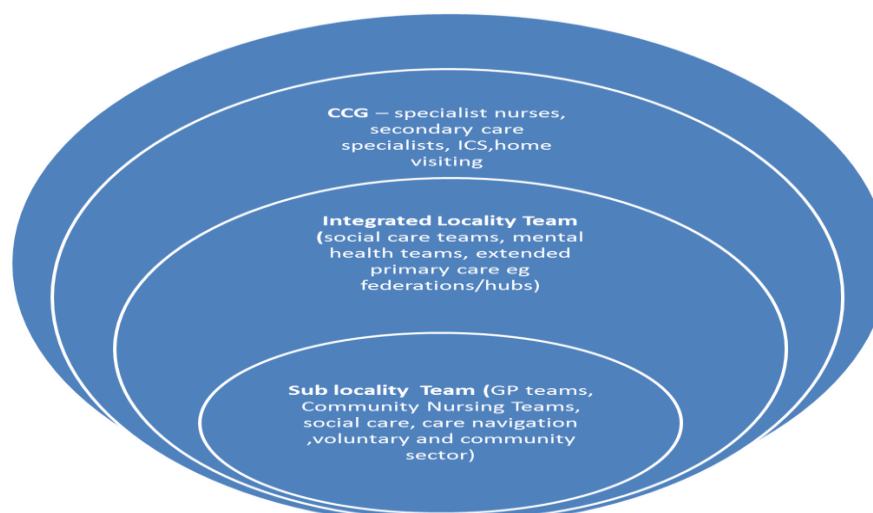 CCG – specialist nurses,
secondary care
specialists, ICS,home
visiting
Integrated Locality Team
(social care teams, mental
health teams, extended
primary care eg
federations/hubs)
Sub locality  Team (GP teams,
Community Nursing Teams,
social care, care navigation
,voluntary and community
sector)